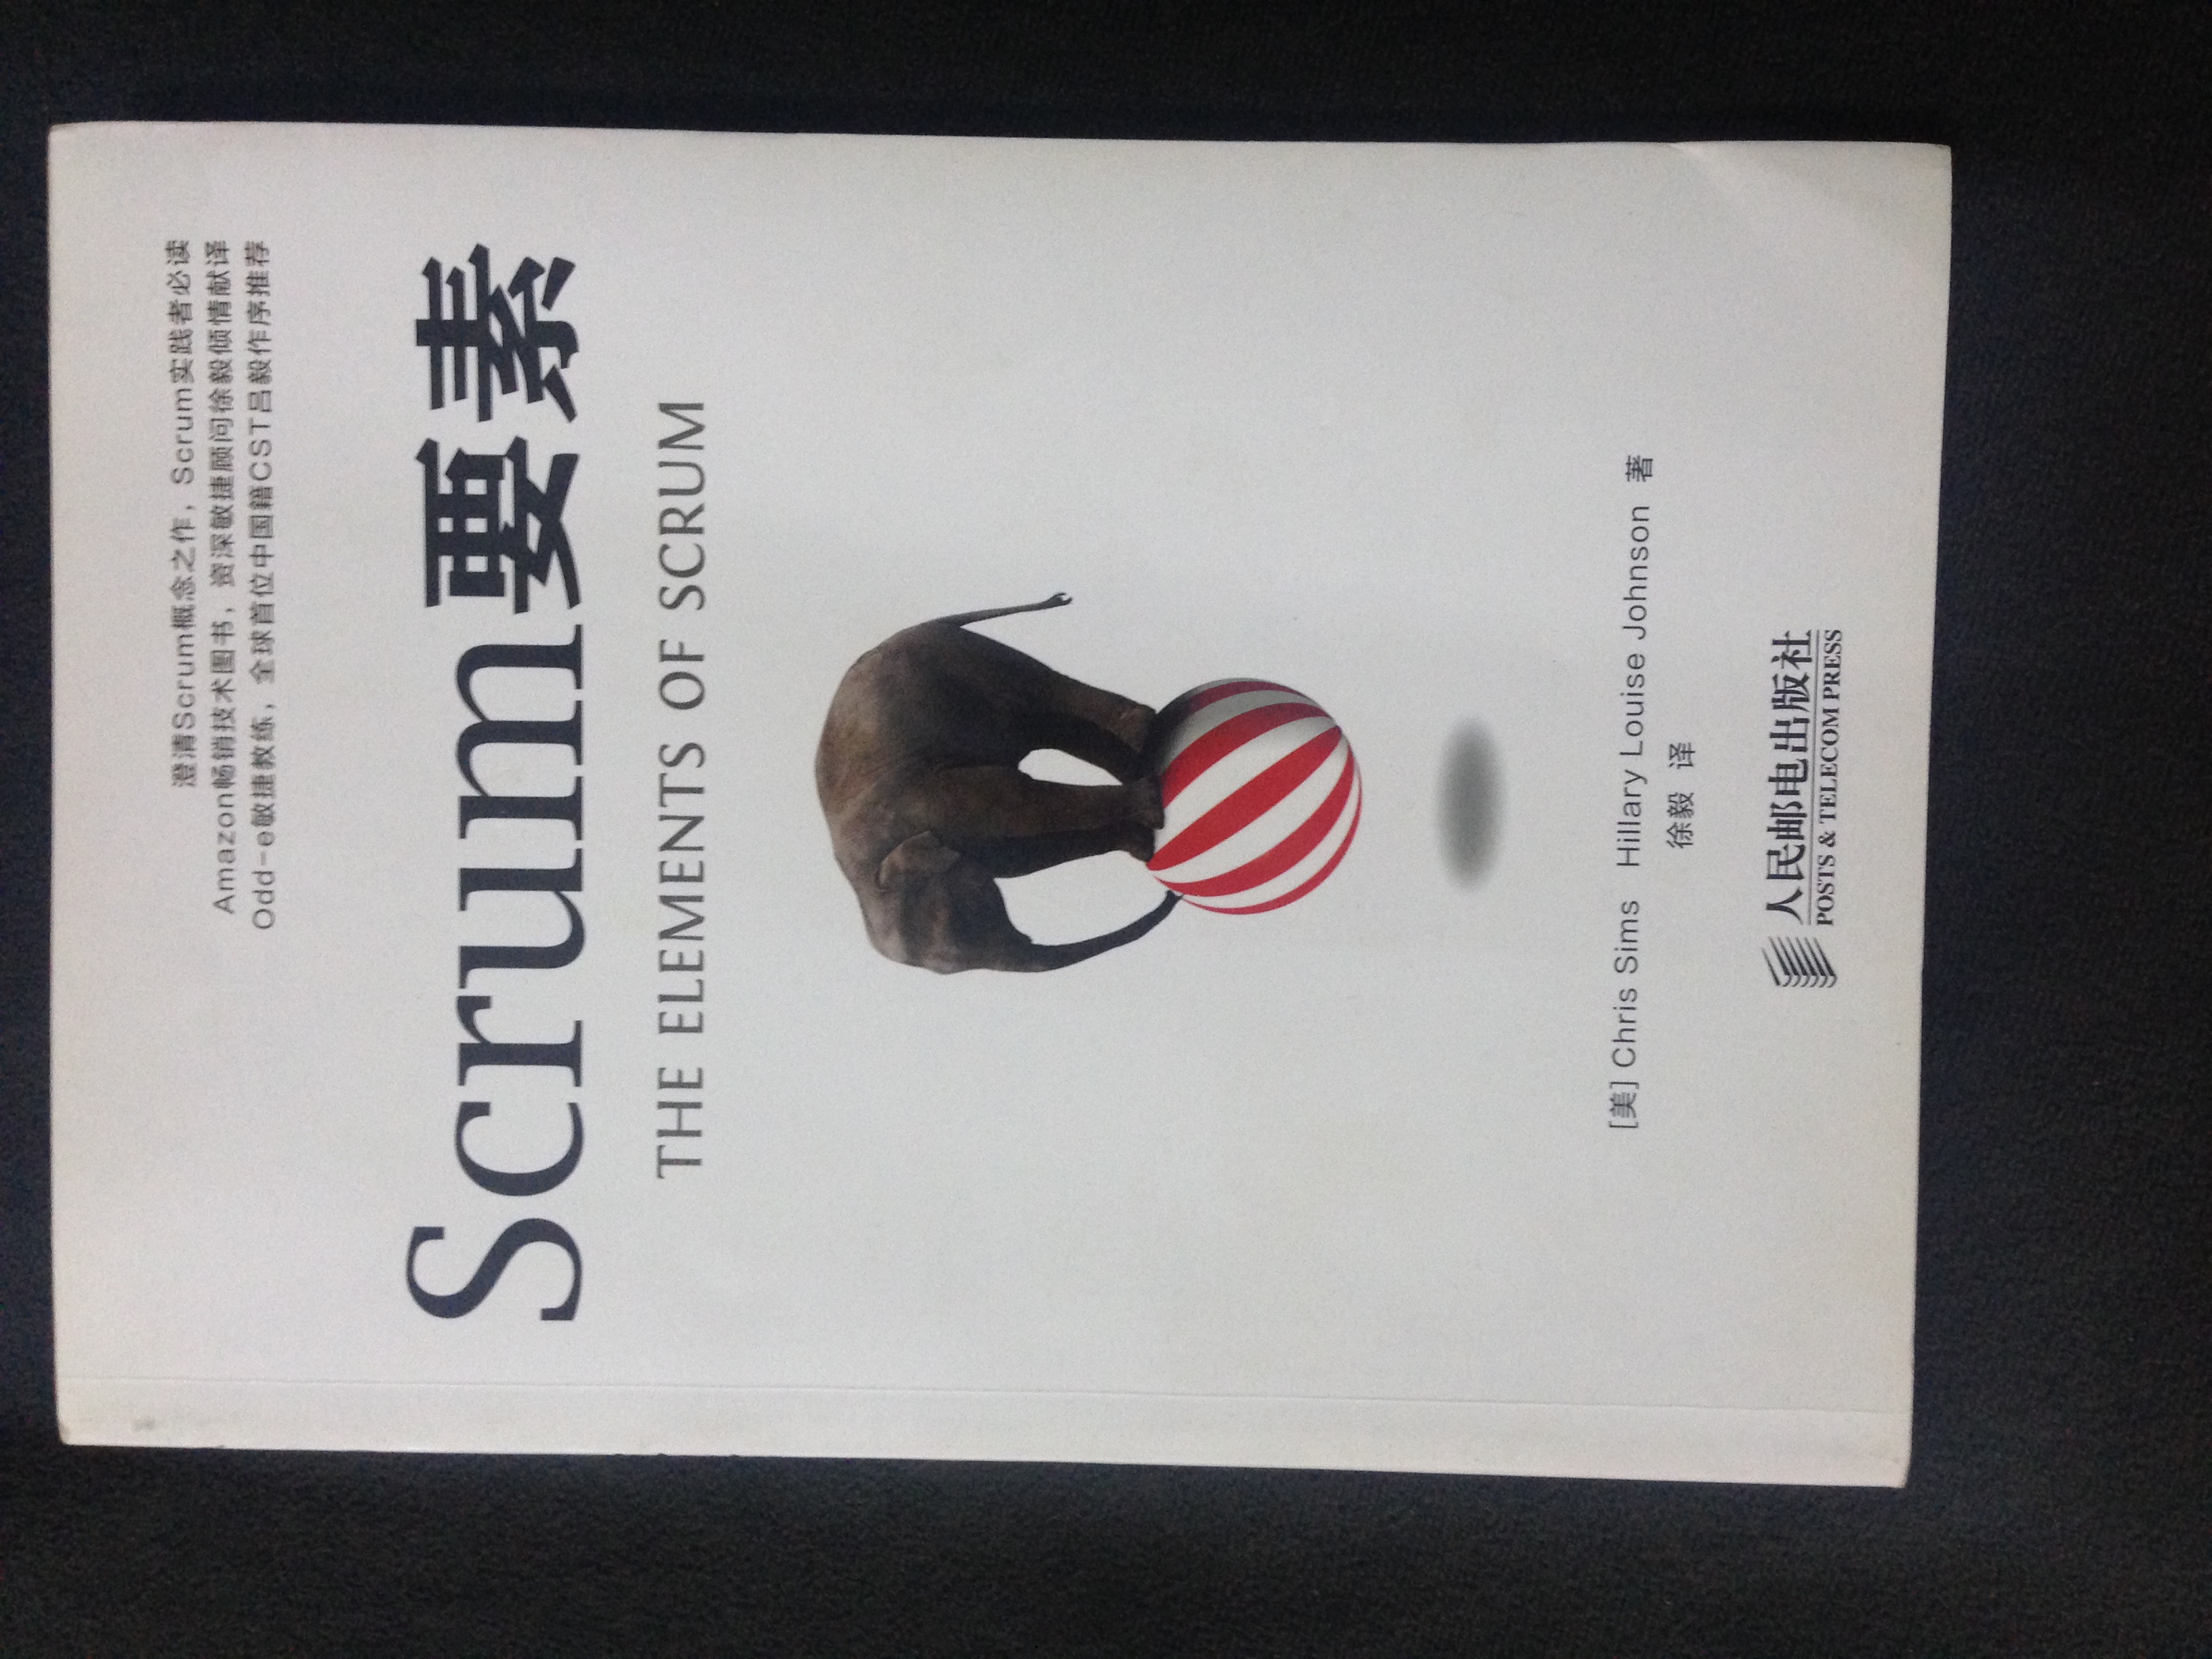 澄清Scrum概念之作，Scrum实践者必读
Amazon畅销技术图书，资深敏捷顾问徐毅倾情献译
Odd-e敏捷教练，全球首位中国籍CST吕毅作序推荐
Scrum要素
THE ELEMENTS OF SCRUM
[美] Chris Sims Hillary Louise Johnson 著
徐毅 译
人民邮电出版社
POSTS & TELECOM PRESS